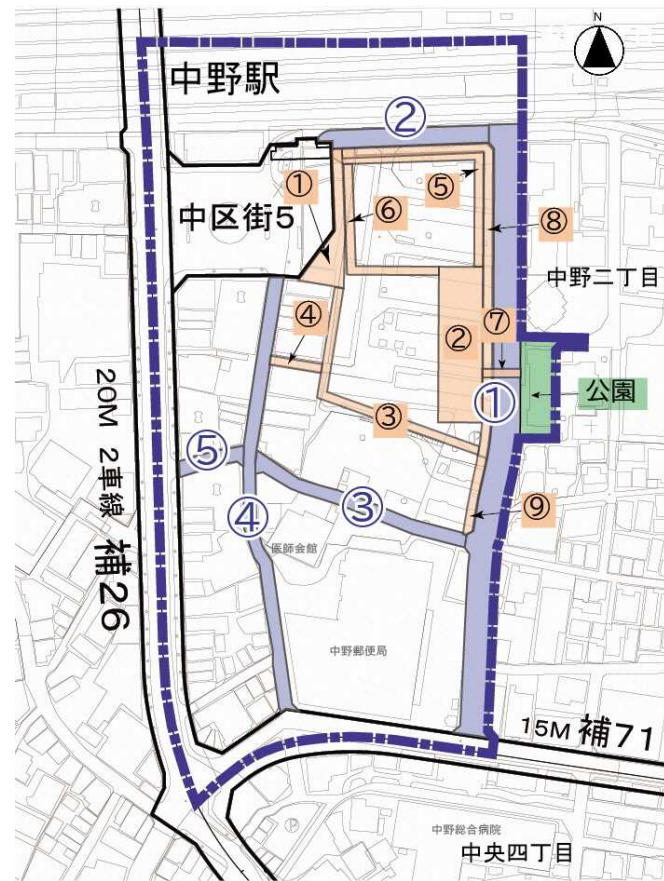 N
中野駅
②
①
⑤
⑥
⑧
中区街5
中野二丁目
④
②
⑦
公園
①
20M 2車線 補26
③
⑤
④
③
⑨
医師会館
中野郵便局
15M 補71
中野総合病院
中央四丁目